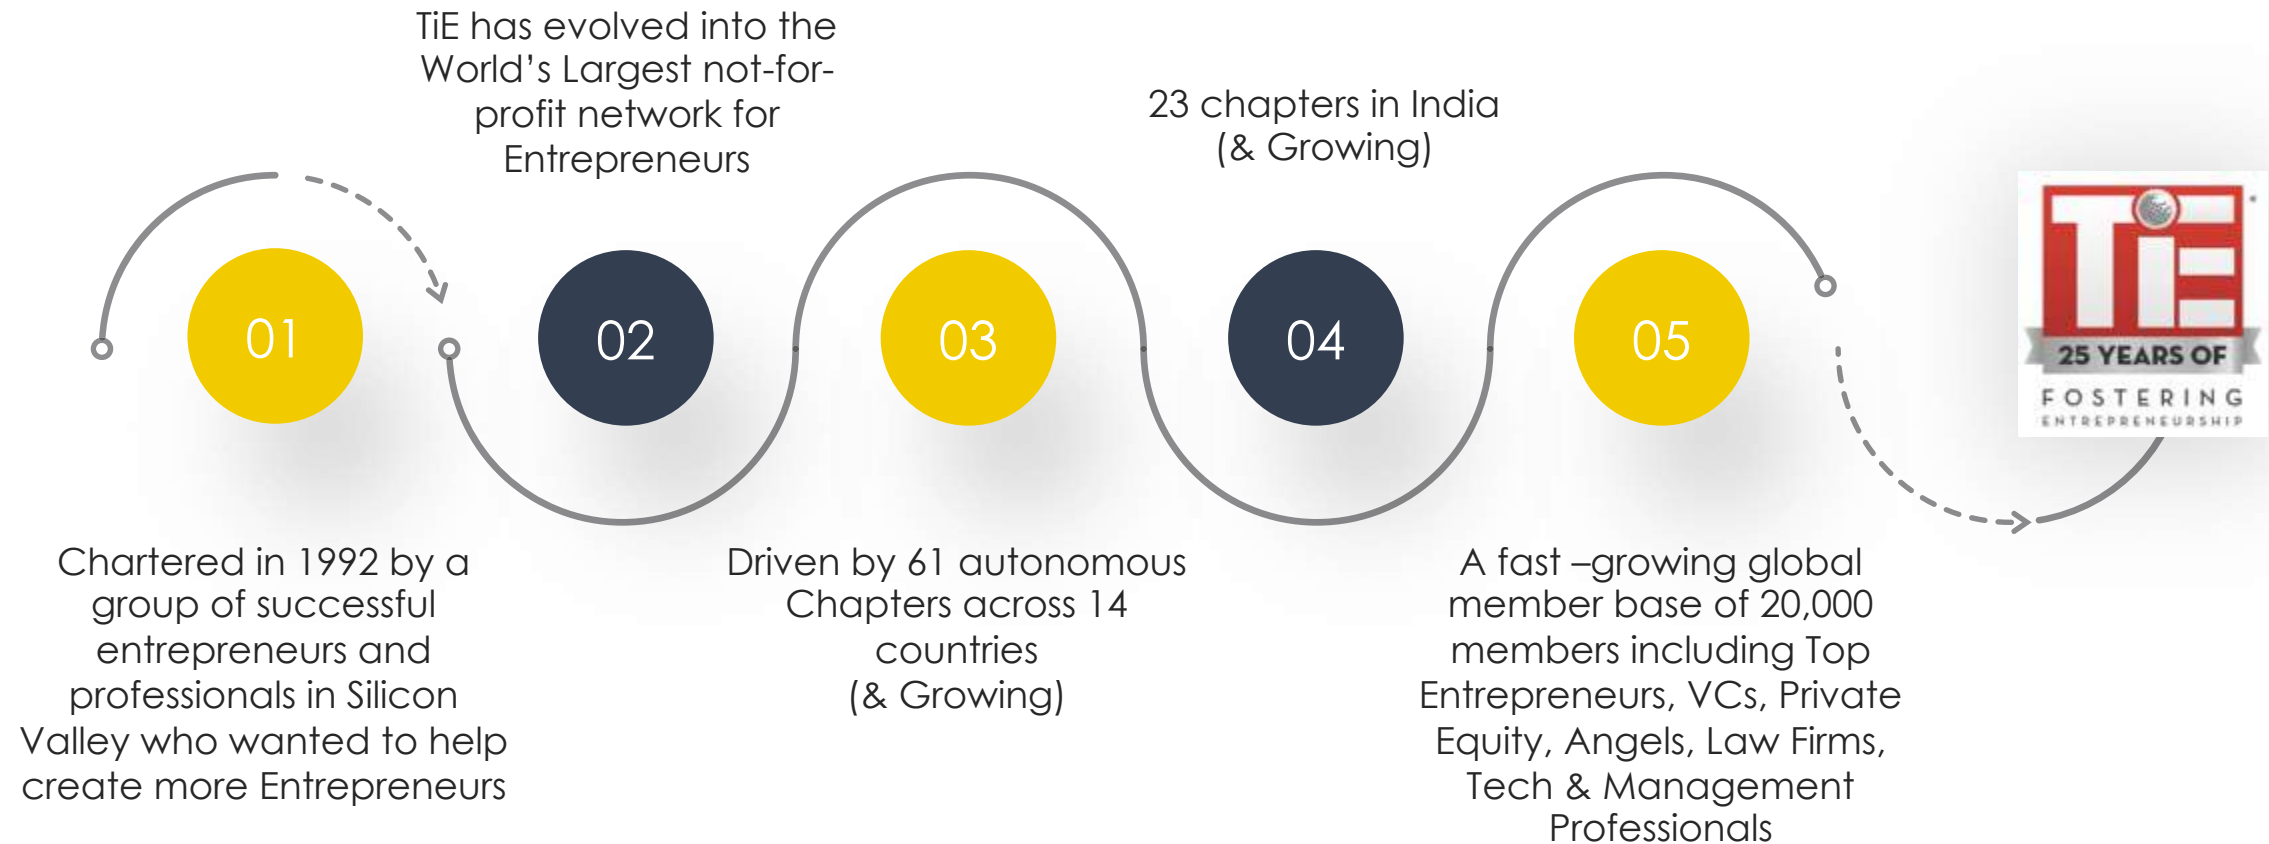 01
Chartered in 1992 by a
group of successful
entrepreneurs and
professionals in Silicon
Valley who wanted to help
create more Entrepreneurs
TiE has evolved into the
World’s Largest not-for-
profit network for
Entrepreneurs
02
03
Driven by 61 autonomous
Chapters across 14
countries
(& Growing)
23 chapters in India
(& Growing)
04
05
A fast –growing global
member base of 20,000
members including Top
Entrepreneurs, VCs, Private
Equity, Angels, Law Firms,
Tech & Management
Professionals
TiE
25 YEARS OF
FOSTERING
ENTREPRENEURSHIP